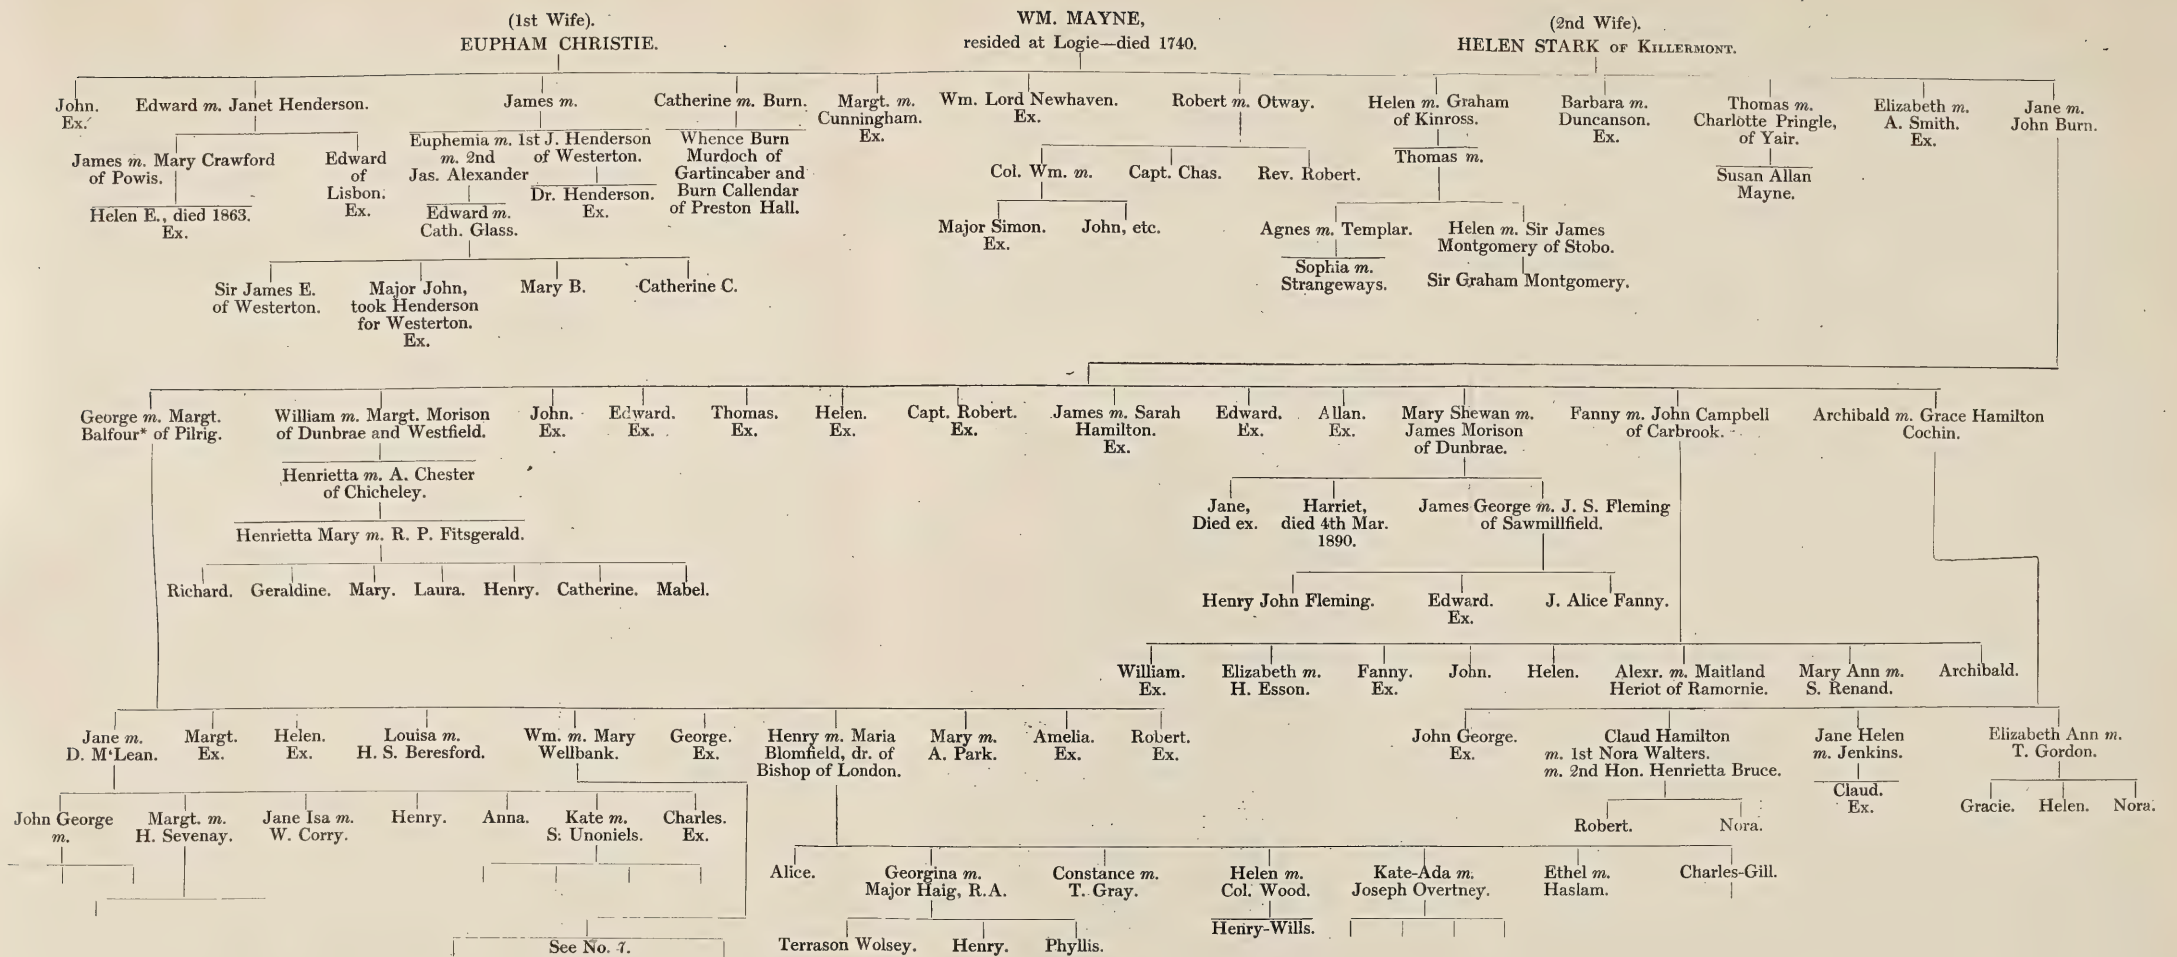 (1st Wife).
EUPHAM CHRISTIE.
WM. MAYNE,
resided at Logie—died 1740.
(2nd Wife).
HELEN STARK OF KILLERMONT.
John.
Ex.
Edward m. Janet Henderson.
James m.
Catherine m. Burn.
Margt. m.
Cunningham.
Ex.
Wm. Lord Newhaven.
Ex.
Robert m. Otway.
Helen m. Graham
of Kinross.
Barbara m.
Duncanson.
Ex.
Thomas m.
Charlotte Pringle,
of Yair.
Elizabeth m.
A. Smith.
Ex.
Jane m.
John Burn.
James m. Mary Crawford
of Powis.
Edward
of
Lisbon.
Ex.
Euphemia m. 1st J. Henderson
m. 2nd of Westerton.
Jas. Alexander
Whence Burn
Murdoch of
Gartincaber and
Burn Callendar
of Preston Hall.
Col. Wm. m.
Capt. Chas.
Rev. Robert.
Thomas m.
Susan Allan
Mayne.
Helen E., died 1863.
Ex.
Edward m.
Cath. Glass.
Dr. Henderson.
Ex.
Major Simon.
Ex.
John, etc.
Agnes m. Templar.
Helen m. Sir James
Montgomery of Stobo.
Sir James E.
of Westerton.
Major John,
took Henderson
for Westerton.
Ex.
Mary B.
Catherine C.
Sophia m.
Strangeways.
Sir Graham Montgomery.
George m. Margt.
Balfour* of Pilrig.
William m. Margt. Morison
of Dunbrae and Westfield.
John.
Ex.
Edward.
Ex.
Thomas.
Ex.
Helen.
Ex.
Capt. Robert.
Ex.
James m. Sarah
Hamilton.
Ex.
Edward.
Ex.
Allan.
Ex.
Mary Shewan m.
James Morison
of Dunbrae.
Fanny m. John Campbell
of Carbrook.
Archibald m. Grace Hamilton
Cochin.
Henrietta m. A. Chester
of Chicheley.
Jane,
Died ex.
Harriet,
died 4th Mar.
1890.
James George m. J. S. Fleming
of Sawmillfield.
Henrietta Mary m. R. P. Fitsgerald.
Richard.
Geraldine.
Mary.
Laura.
Henry.
Catherine.
Mabel.
Henry John Fleming.
Edward.
Ex.
J. Alice Fanny.
William.
Ex.
Elizabeth m.
H. Esson.
Fanny.
Ex.
John.
Helen.
Alexr. m. Maitland
Heriot of Ramornie.
Mary Ann m.
S. Renand.
Archibald.
Jane m.
D. M‘Lean.
Margt.
Ex.
Helen.
Ex.
Louisa m.
H. S. Beresford.
Wm. m. Mary
Wellbank.
George.
Ex.
Henry m. Maria
Blomfield, dr. of
Bishop of London.
Mary m.
A. Park.
Amelia.
Ex.
Robert.
Ex.
John George.
Ex.
Claud Hamilton
m. 1st Nora Walters.
m. 2nd Hon. Henrietta Bruce.
Jane Helen
m. Jenkins.
Elizabeth Ann m.
T. Gordon.
John George
m.
Margt. m.
H. Sevenay.
Jane Isa m.
W. Corry.
Henry.
Anna.
Kate m.
S. Unoniels.
Charles.
Ex.
Robert.
Nora.
Claud.
Ex.
Gracie.
Helen.
Nora.
Alice.
Georgina m.
Major Haig, R.A.
Constance m.
T. Gray.
Helen m.
Col. Wood.
Kate-Ada m.
Joseph Overtney.
Ethel m.
Haslam.
Charles-Gill.
See No. 7.
Terrason Wolsey.
Henry.
Phyllis.
Henry-Wills.